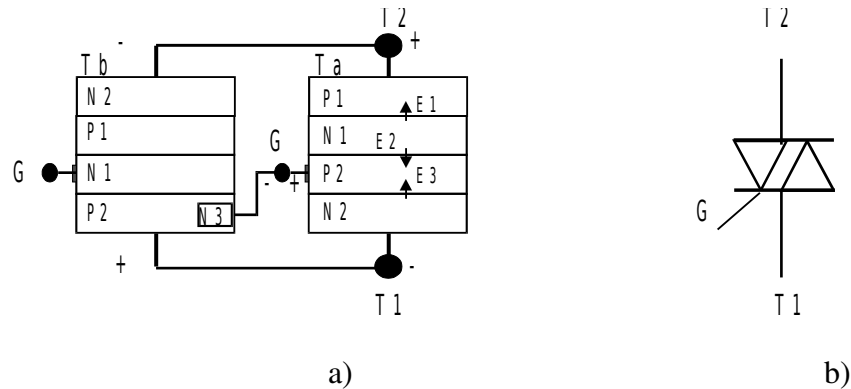 T2
- +
Tb Ta
N2 P1 E1
P1 N1 E2
G
G N1 - + P2 E3
P2 N3 N2
+ -
T1
a)
T2
G
T1
b)